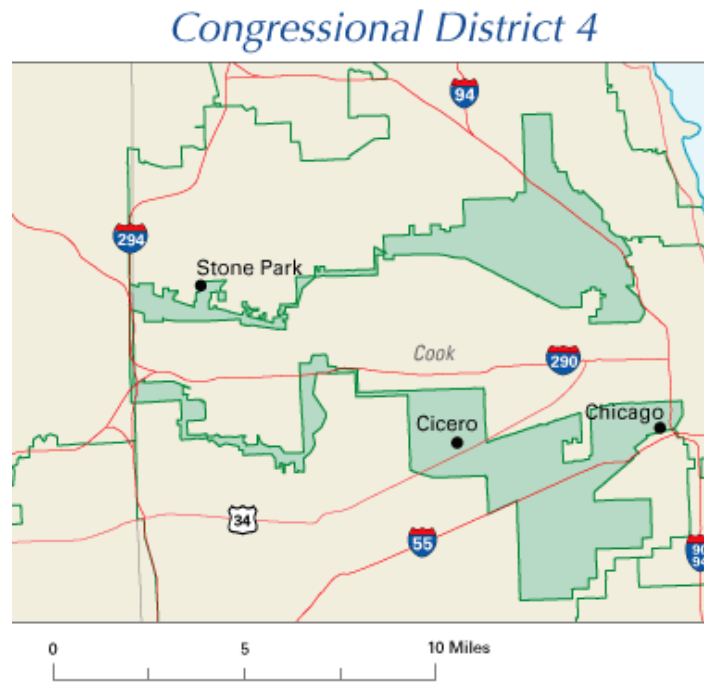 Congressional District 4
94
294
Stone Park
Cook
290
Cicero
Chicago
34
55
90
94
0 5 10 Miles